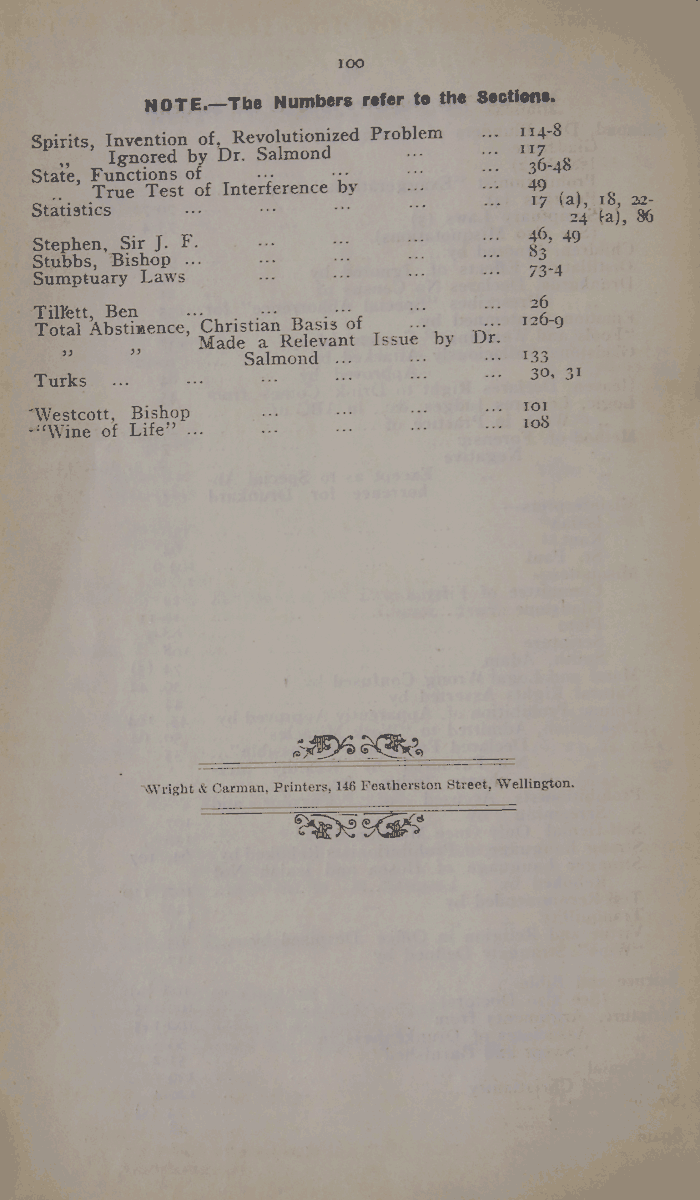 100
NOTE.—The Numbers refer to the Sections.
Spirits, Invention of, Revolutionized Problem ... 114-8
„ Ignored by Dr. Salmond ... ... 117
State, Functions of ... ... ... ... 36-48
„ True Test of Interference by ... ... 49
Statistics ... ... ... ... ... 17 (a), 18, 22-
24 (a), 86
Stephen, Sir J. F. ... ... ... ... 46, 49
Stubbs, Bishop ... ... ... ... ... 83
Sumptuary Laws ... ... ... ... 73-4
Tillett, Ben ... ... ... ... ... 26
Total Abstinence, Christian Basis of ... ... 126-9
„ „ Made a Relevant Issue by Dr.
Salmond ... ... ... 133
Turks ... ... ... ... ... ... 30, 31
Westcott, Bishop ... ... ... ... 101
"Wine of Life" ... ... ... ... ... 108
Wright & Carman, Printers, 146 Featherston Street, Wellington.